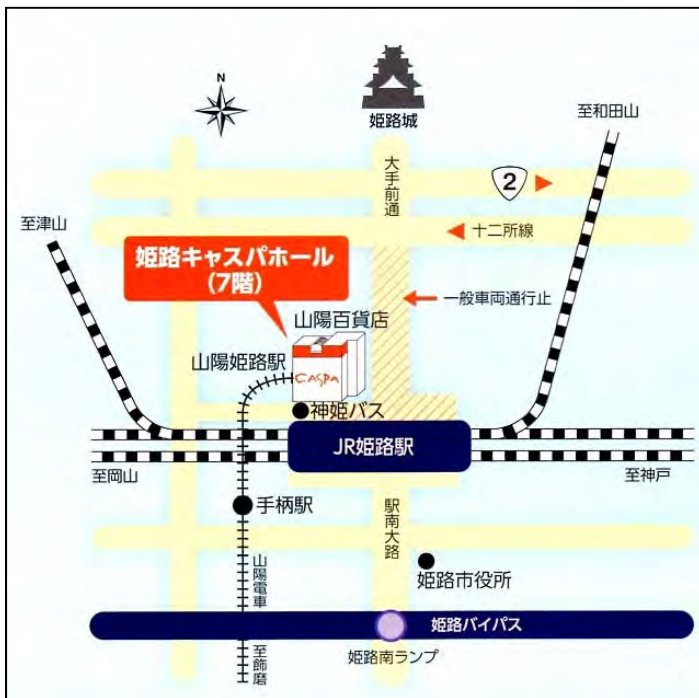 N
姫路城
至和田山
大手前通
2
至津山
十二所線
姫路キャスパホール
(7階)
一般車両通行止
山陽百貨店
山陽姫路駅
CASPA
神姫バス
JR姫路駅
至岡山
至神戸
手柄駅
駅南大路
山陽電車
姫路市役所
姫路バイパス
至飾磨
姫路南ランプ